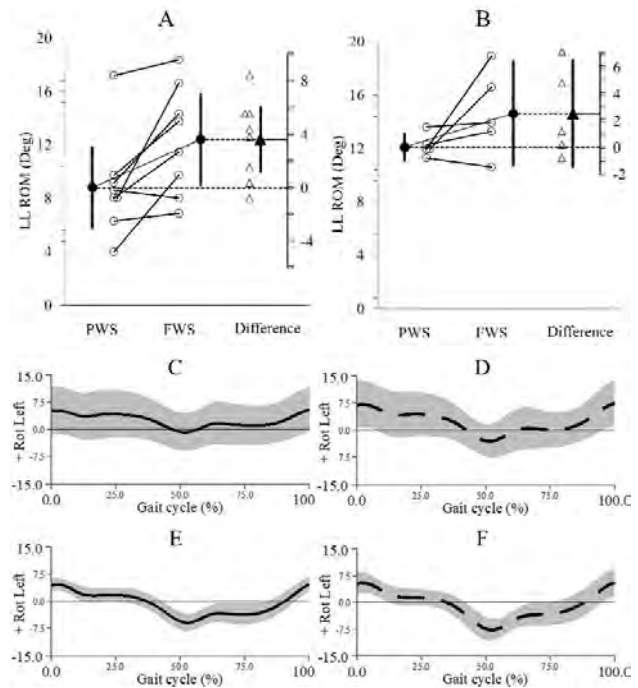 A
20
16
12
8
4
0
LL ROM (Deg)
8
4
0
-4
PWS
FWS
Difference
B
20
16
12
8
4
0
LL ROM (Deg)
6
4
2
0
-2
PWS
FWS
Difference
C
15.0
7.5
0.0
7.5
-15.0
+ Rot Left
0.0
25.0
50.0
75.0
100.0
Gait cycle (%)
D
15.0
7.5
0.0
7.5
-15.0
+ Rot Left
0.0
25.0
50.0
75.0
100.0
Gait cycle (%)
E
15.0
7.5
0.0
-7.5
-15.0
+ Rot Left
0.0
25.0
50.0
75.0
100.0
Gait cycle (%)
F
15.0
7.5
0.0
-7.5
-15.0
+ Rot Left
0.0
25.0
50.0
75.0
100.0
Gait cycle (%)